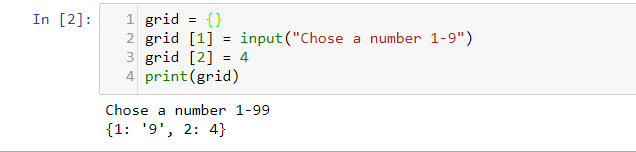 In [2]:
1 grid = {}
2 grid [1] = input("Chose a number 1-9")
3 grid [2] = 4
4 print(grid)
Chose a number 1-99
{1: '9', 2: 4}